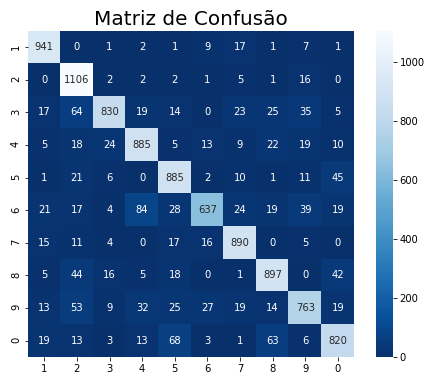 Matriz de Confusão
1 941 0 1 2 1 9 17 1 7 1
2 0 1106 2 2 2 1 5 1 16 0
3 17 64 830 19 14 0 23 25 35 5
4 5 18 24 885 5 13 9 22 19 10
5 1 21 6 0 885 2 10 1 11 45
6 21 17 4 84 28 637 24 19 39 19
7 15 11 4 0 17 16 890 0 5 0
8 5 44 16 5 18 0 1 897 0 42
9 13 53 9 32 25 27 19 14 763 19
0 19 13 3 13 68 3 1 63 6 820
1 2 3 4 5 6 7 8 9 0
1000
800
600
400
200
0